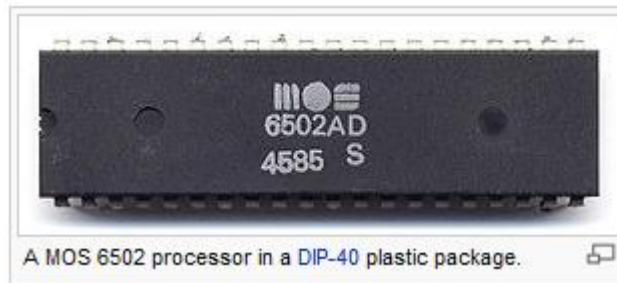 mos
6502AD
4585 S
A MOS 6502 processor in a DIP-40 plastic package.